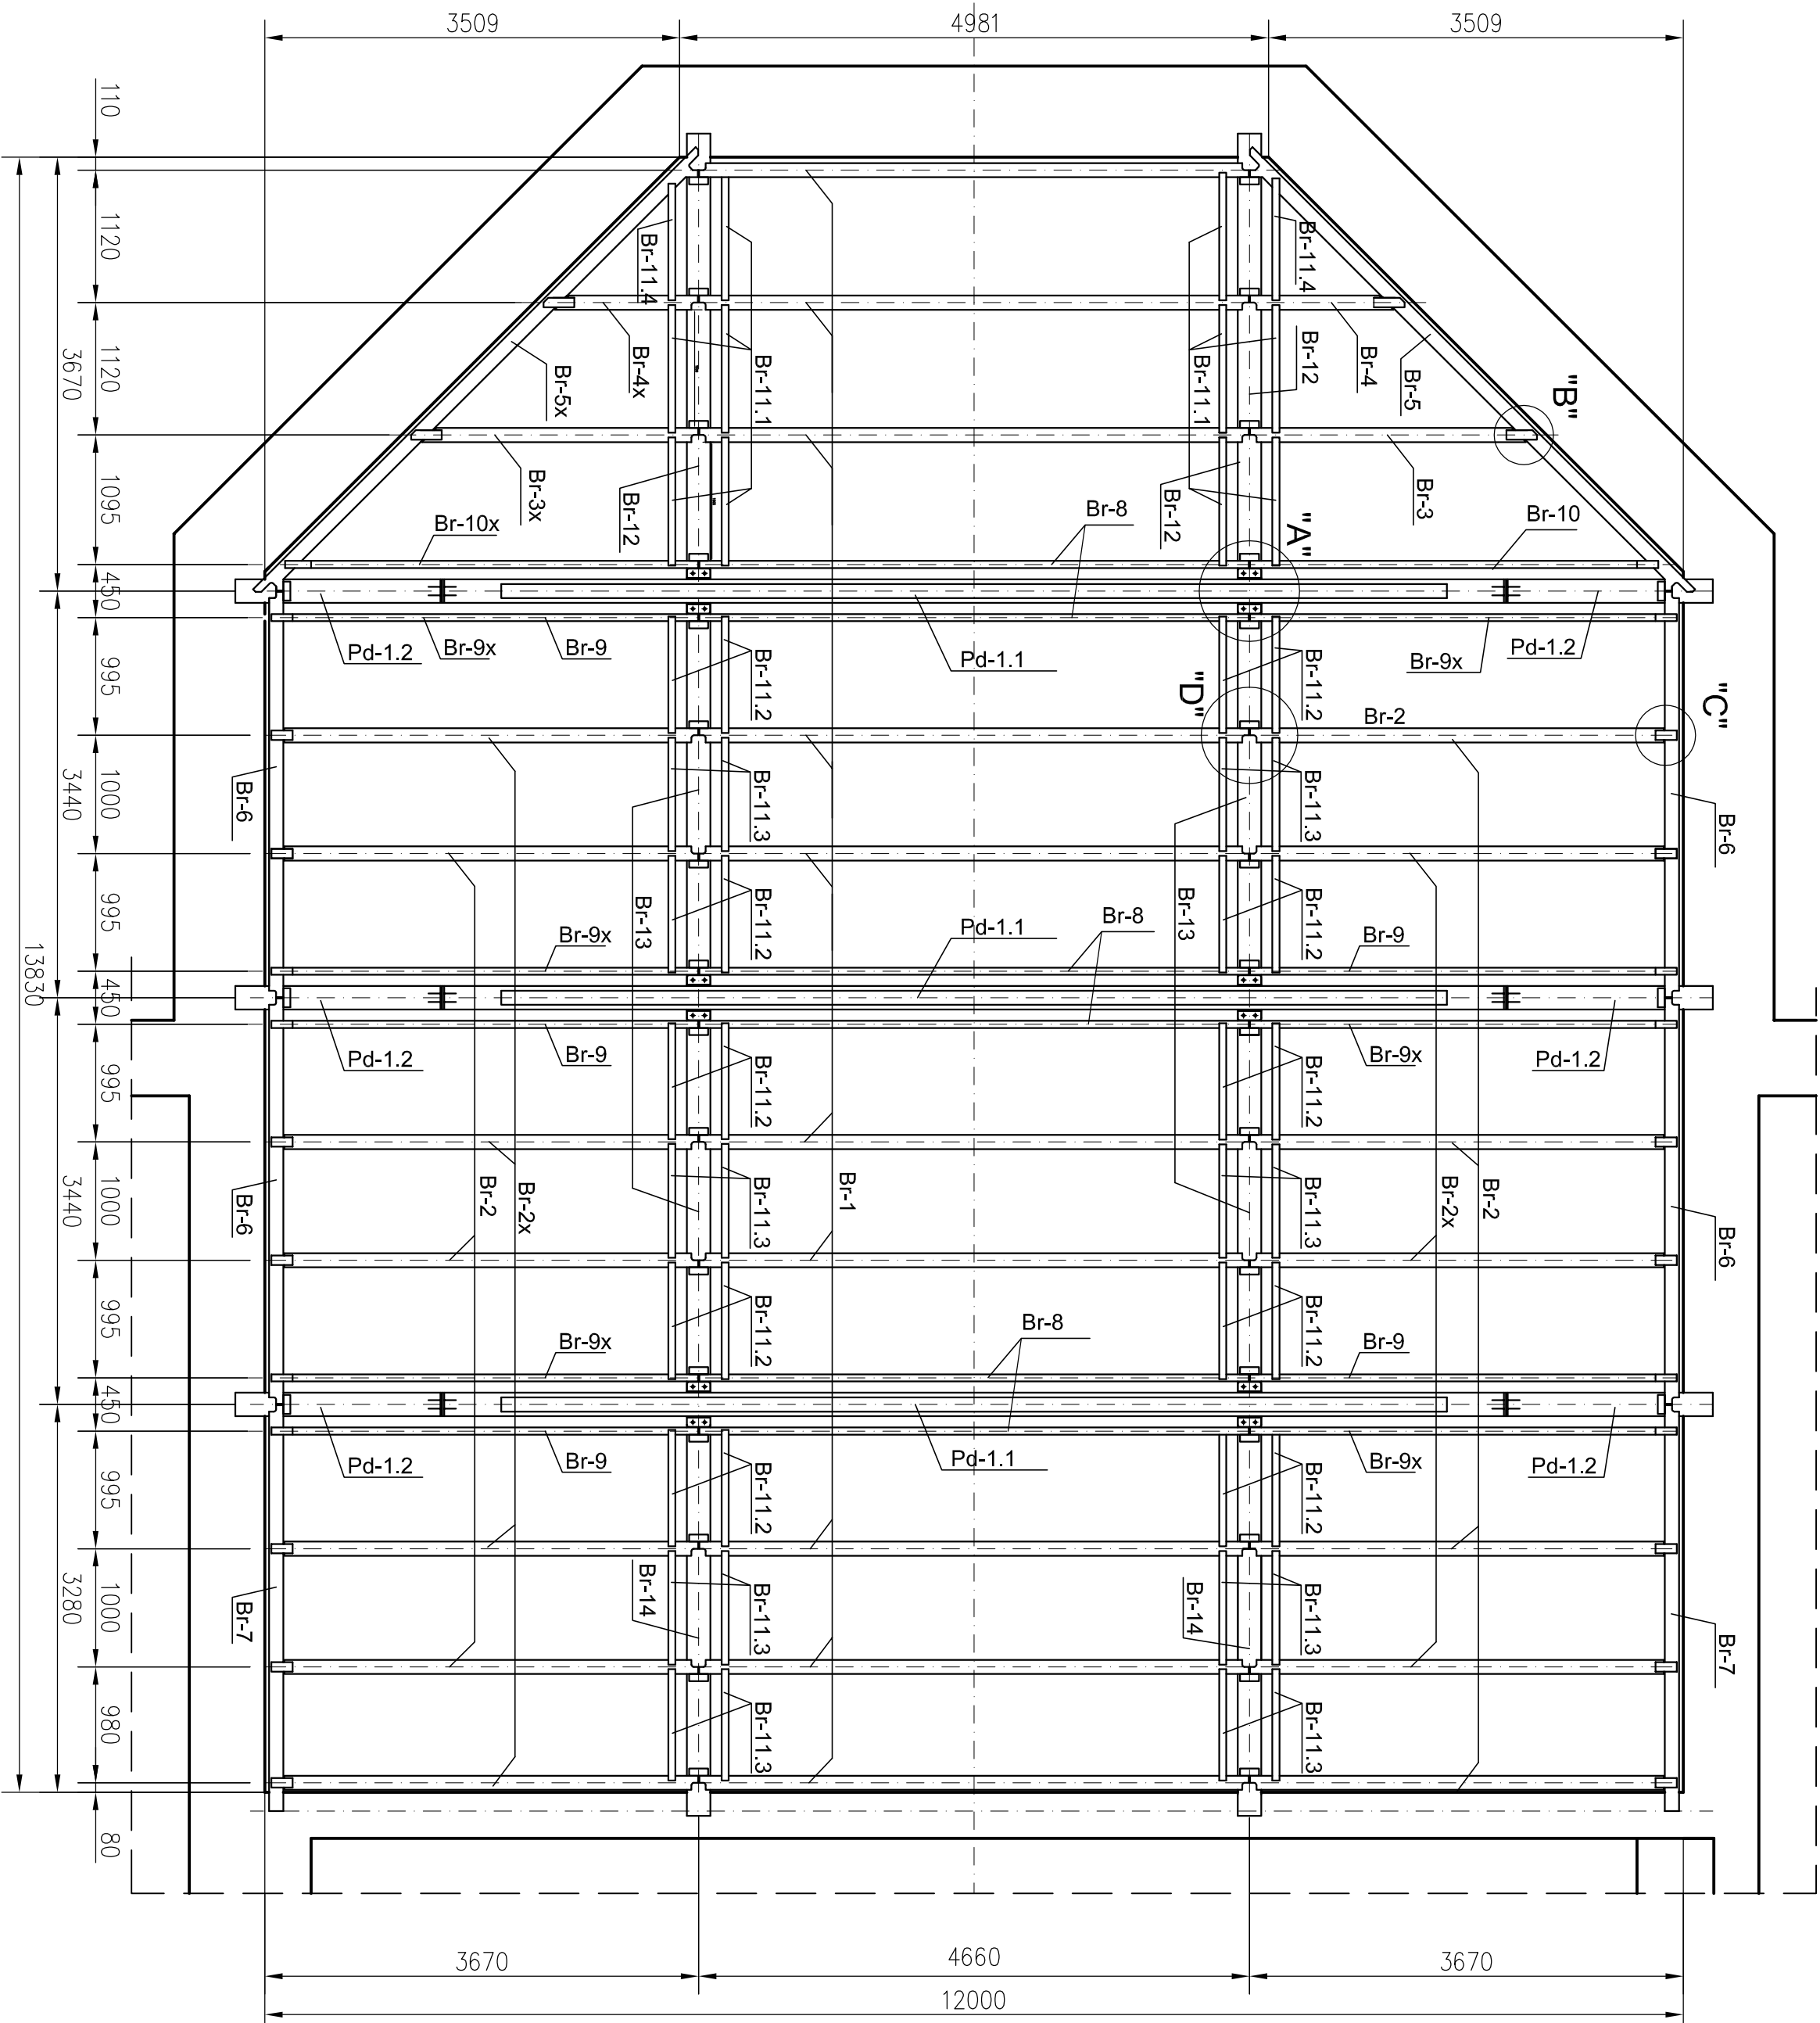 3509
4981
3509
110
1120
1120
1095
450
995
1000
995
450
995
1000
995
450
995
1000
980
80
3670
3440
3440
3280
13830
Br-11.4
Br-11.4
Br-12
Br-4
Br-5
"B"
Br-4x
Br-5x
Br-11.1
Br-11.1
Br-3x
Br-12
Br-12
Br-3
Br-10x
Br-8
"A"
Br-10
Pd-1.2
Br-9x
Br-9
Pd-1.1
Br-9x
Pd-1.2
Br-11.2
"D"
Br-11.2
Br-2
"C"
Br-6
Br-11.3
Br-11.3
Br-6
Br-13
Br-11.2
Br-13
Br-11.2
Br-9x
Pd-1.1
Br-8
Br-9
Pd-1.2
Br-9
Br-9x
Pd-1.2
Br-11.2
Br-11.2
Br-6
Br-2
Br-2x
Br-11.3
Br-1
Br-11.3
Br-2x
Br-2
Br-6
Br-11.2
Br-11.2
Br-9x
Br-8
Br-9
Pd-1.2
Br-9
Pd-1.1
Br-9x
Pd-1.2
Br-11.2
Br-11.2
Br-7
Br-14
Br-11.3
Br-14
Br-11.3
Br-7
Br-11.3
Br-11.3
3670
4660
3670
12000